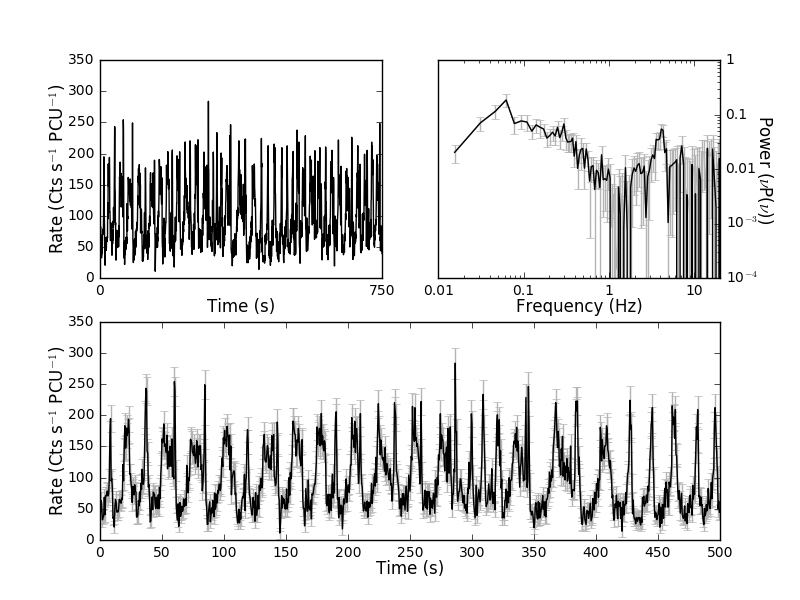 350
300
250
200
150
100
50
0
Rate (Cts s⁻¹ PCU⁻¹)
0 750
Time (s)
1
0.1
0.01
10⁻³
10⁻⁴
Power (νP(ν))
0.01 0.1 1 10
Frequency (Hz)
350
300
250
200
150
100
50
0
Rate (Cts s⁻¹ PCU⁻¹)
0 50 100 150 200 250 300 350 400 450 500
Time (s)